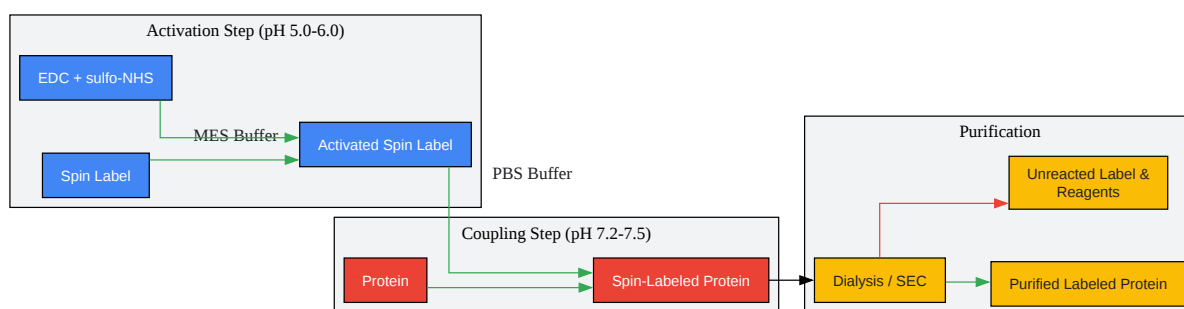 Activation Step (pH 5.0-6.0)
EDC + sulfo-NHS
MES Buffer
Activated Spin Label
Spin Label
PBS Buffer
Coupling Step (pH 7.2-7.5)
Protein
Spin-Labeled Protein
Purification
Unreacted Label &
Reagents
Dialysis / SEC
Purified Labeled Protein